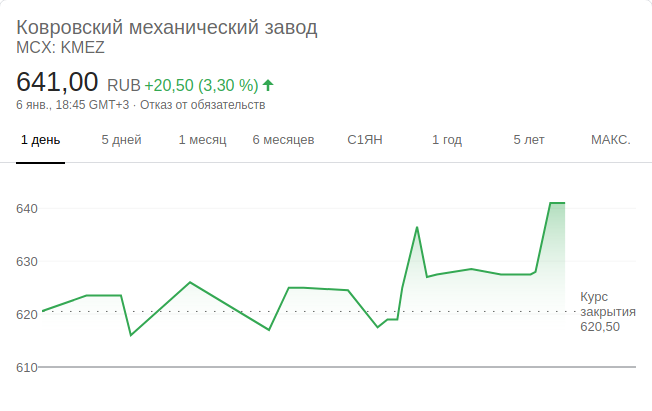 Ковровский механический завод
MCX: KMEZ
641,00 RUB +20,50 (3,30 %)
6 янв., 18:45 GMT+3 · Отказ от обязательств
1 день 5 дней 1 месяц 6 месяцев С1ЯН 1 год 5 лет МАКС.
640
630
620
610
Курс
закрытия
620,50